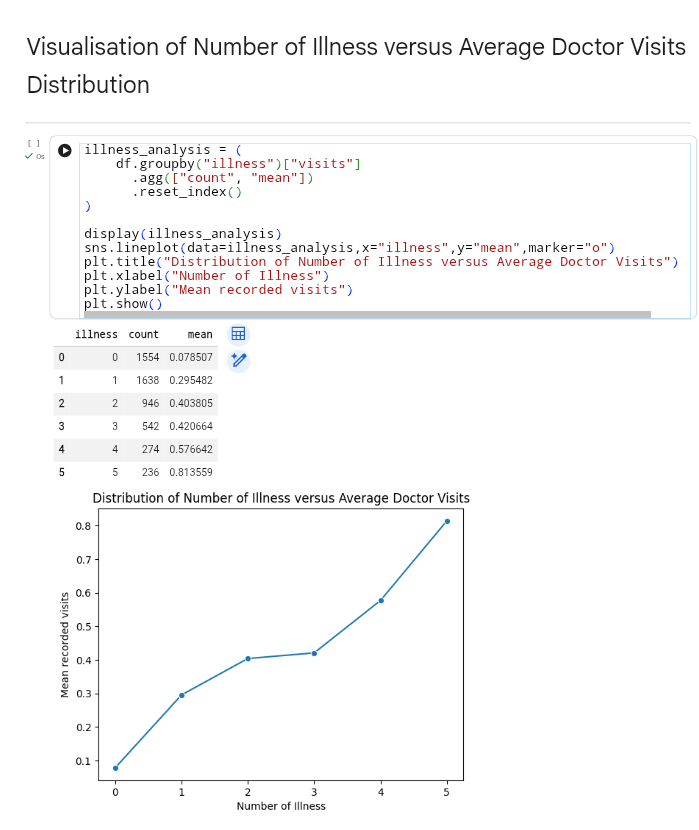 Visualisation of Number of Illness versus Average Doctor Visits
Distribution
[ ]
0s
illness_analysis = (
    df.groupby("illness")["visits"]
      .agg(["count", "mean"])
      .reset_index()
)
display(illness_analysis)
sns.lineplot(data=illness_analysis,x="illness",y="mean",marker="o")
plt.title("Distribution of Number of Illness versus Average Doctor Visits")
plt.xlabel("Number of Illness")
plt.ylabel("Mean recorded visits")
plt.show()
illness count mean
0 0 1554 0.078507
1 1 1638 0.295482
2 2 946 0.403805
3 3 542 0.420664
4 4 274 0.576642
5 5 236 0.813559
Distribution of Number of Illness versus Average Doctor Visits
Mean recorded visits
0.8
0.7
0.6
0.5
0.4
0.3
0.2
0.1
0 1 2 3 4 5
Number of Illness